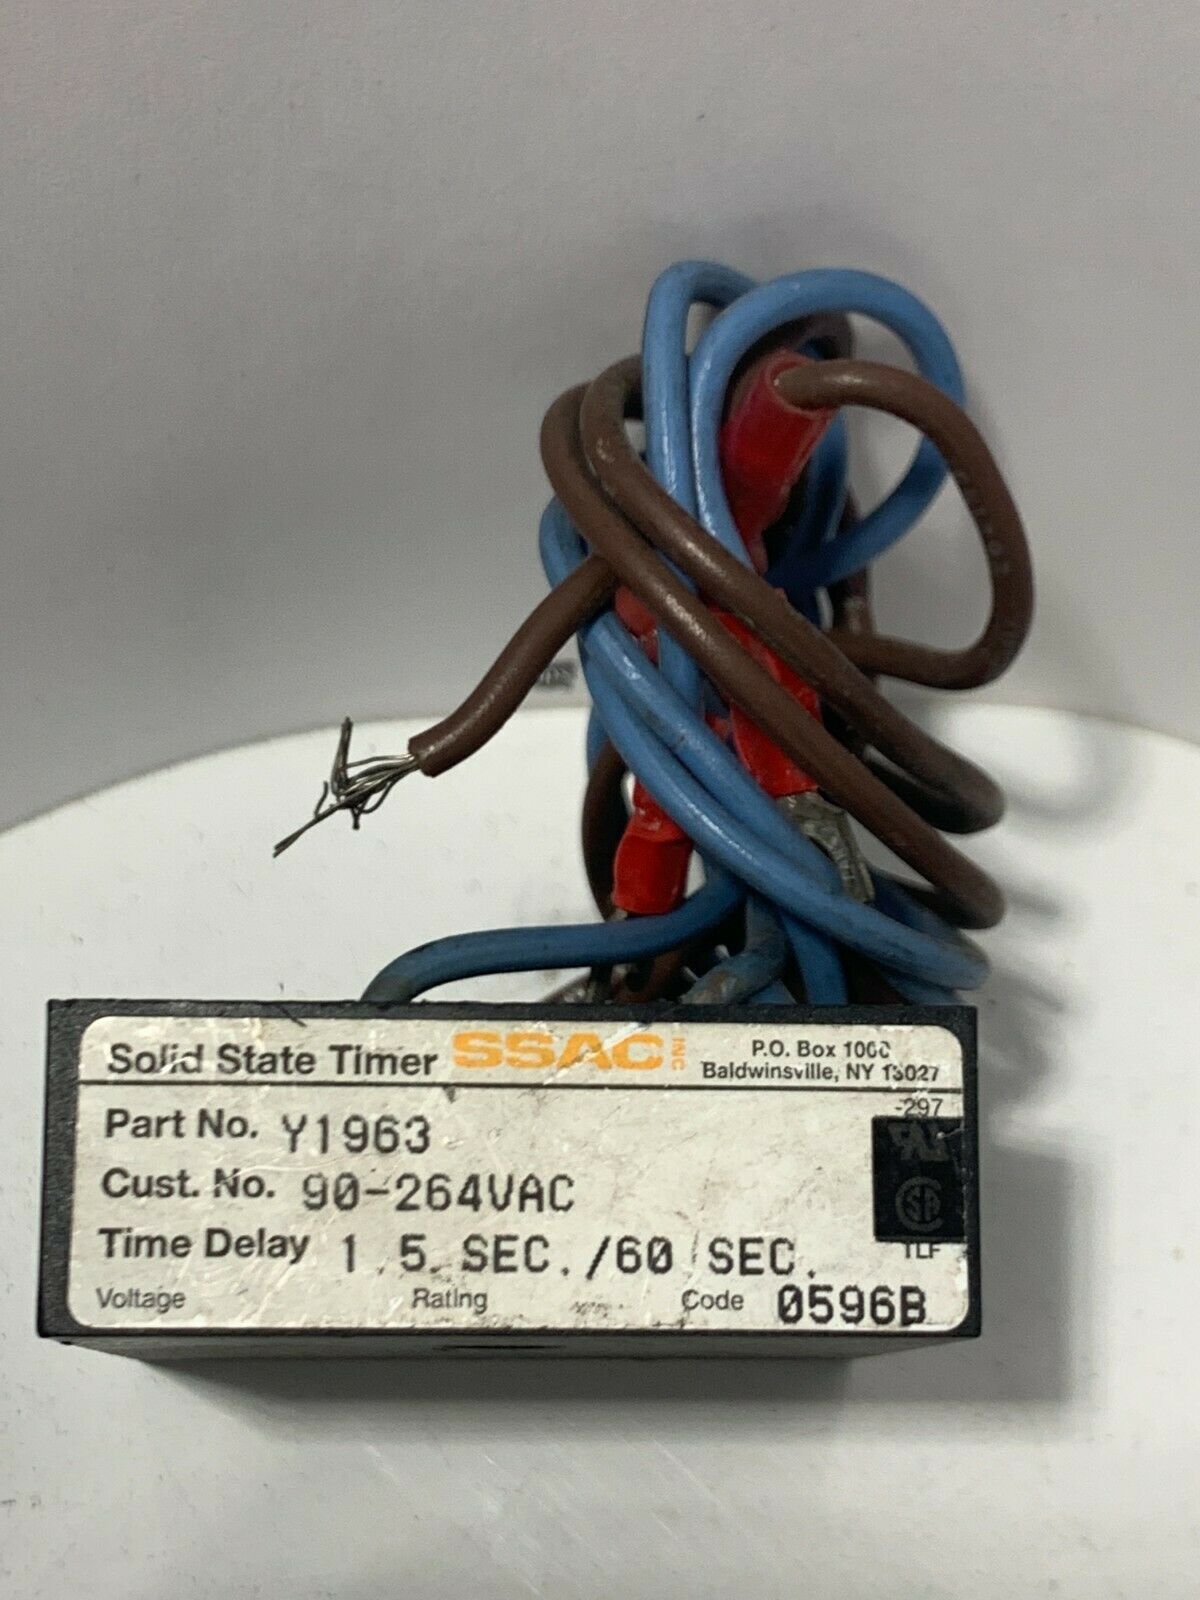 Solid State Timer SSAC INC
P.O. Box 1000
Baldwinsville, NY 13027
Part No. Y1963
-297
Cust. No. 90-264VAC
Time Delay 1.5 SEC./60 SEC.
TLF
Voltage Rating Code 0596B